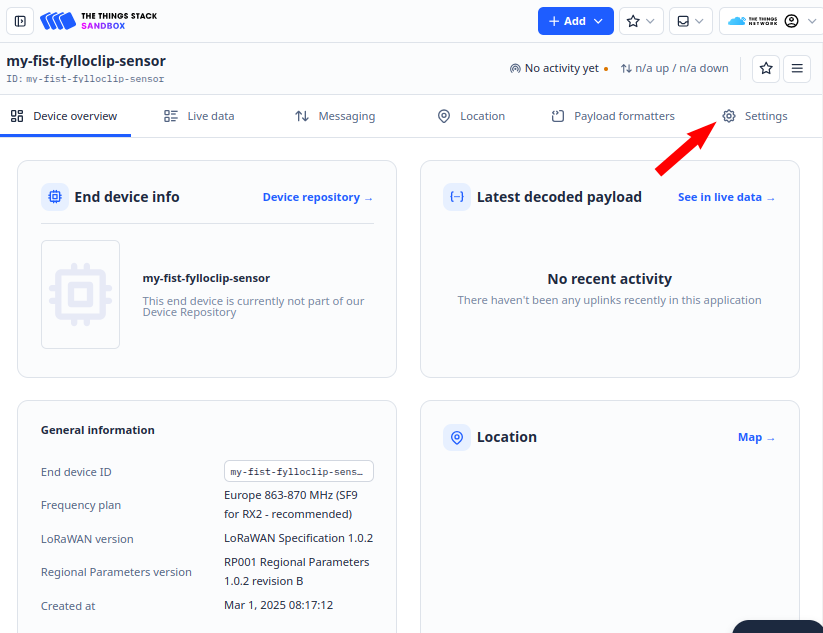 THE THINGS STACK
SANDBOX
+ Add
THE THINGS
NETWORK
my-fist-fylloclip-sensor
ID: my-fist-fylloclip-sensor
No activity yet
n/a up / n/a down
Device overview
Live data
Messaging
Location
Payload formatters
Settings
End device info
Device repository →
my-fist-fylloclip-sensor
This end device is currently not part of our
Device Repository
Latest decoded payload
See in live data →
No recent activity
There haven't been any uplinks recently in this application
General information
End device ID
my-fist-fylloclip-sens…
Frequency plan
Europe 863-870 MHz (SF9
for RX2 - recommended)
LoRaWAN version
LoRaWAN Specification 1.0.2
Regional Parameters version
RP001 Regional Parameters
1.0.2 revision B
Created at
Mar 1, 2025 08:17:12
Location
Map →